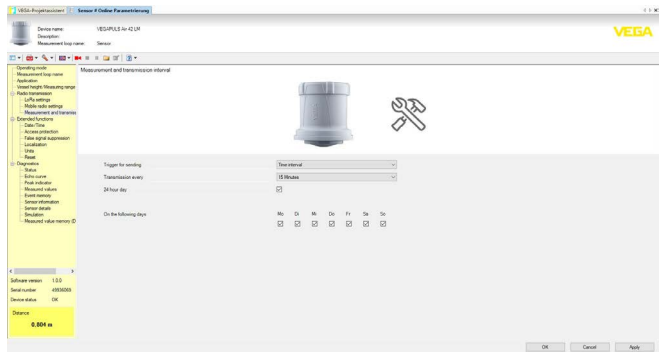 VEGA-Projektassistent
Sensor # Online Parametrierung
Device name: VEGAPULS Air 42 LM
Description:
Measurement loop name: Sensor
VEGA
Operating mode
Measurement loop name
Application
Vessel height/Measuring range
Radio transmission
LoRa settings
Mobile radio settings
Measurement and transmis
Extended functions
Date/Time
Access protection
False signal suppression
Localisation
Units
Reset
Diagnostics
Status
Echo curve
Peak indicator
Measured values
Event memory
Sensor information
Sensor details
Simulation
Measured value memory (D
Measurement and transmission interval
Trigger for sending
Time interval
Transmission every
15 Minutes
24 hour day
On the following days
Mo Di Mi Do Fr Sa So
Software version 1.0.0
Serial number
Device status OK
Distance
0.804 m
OK Cancel Apply